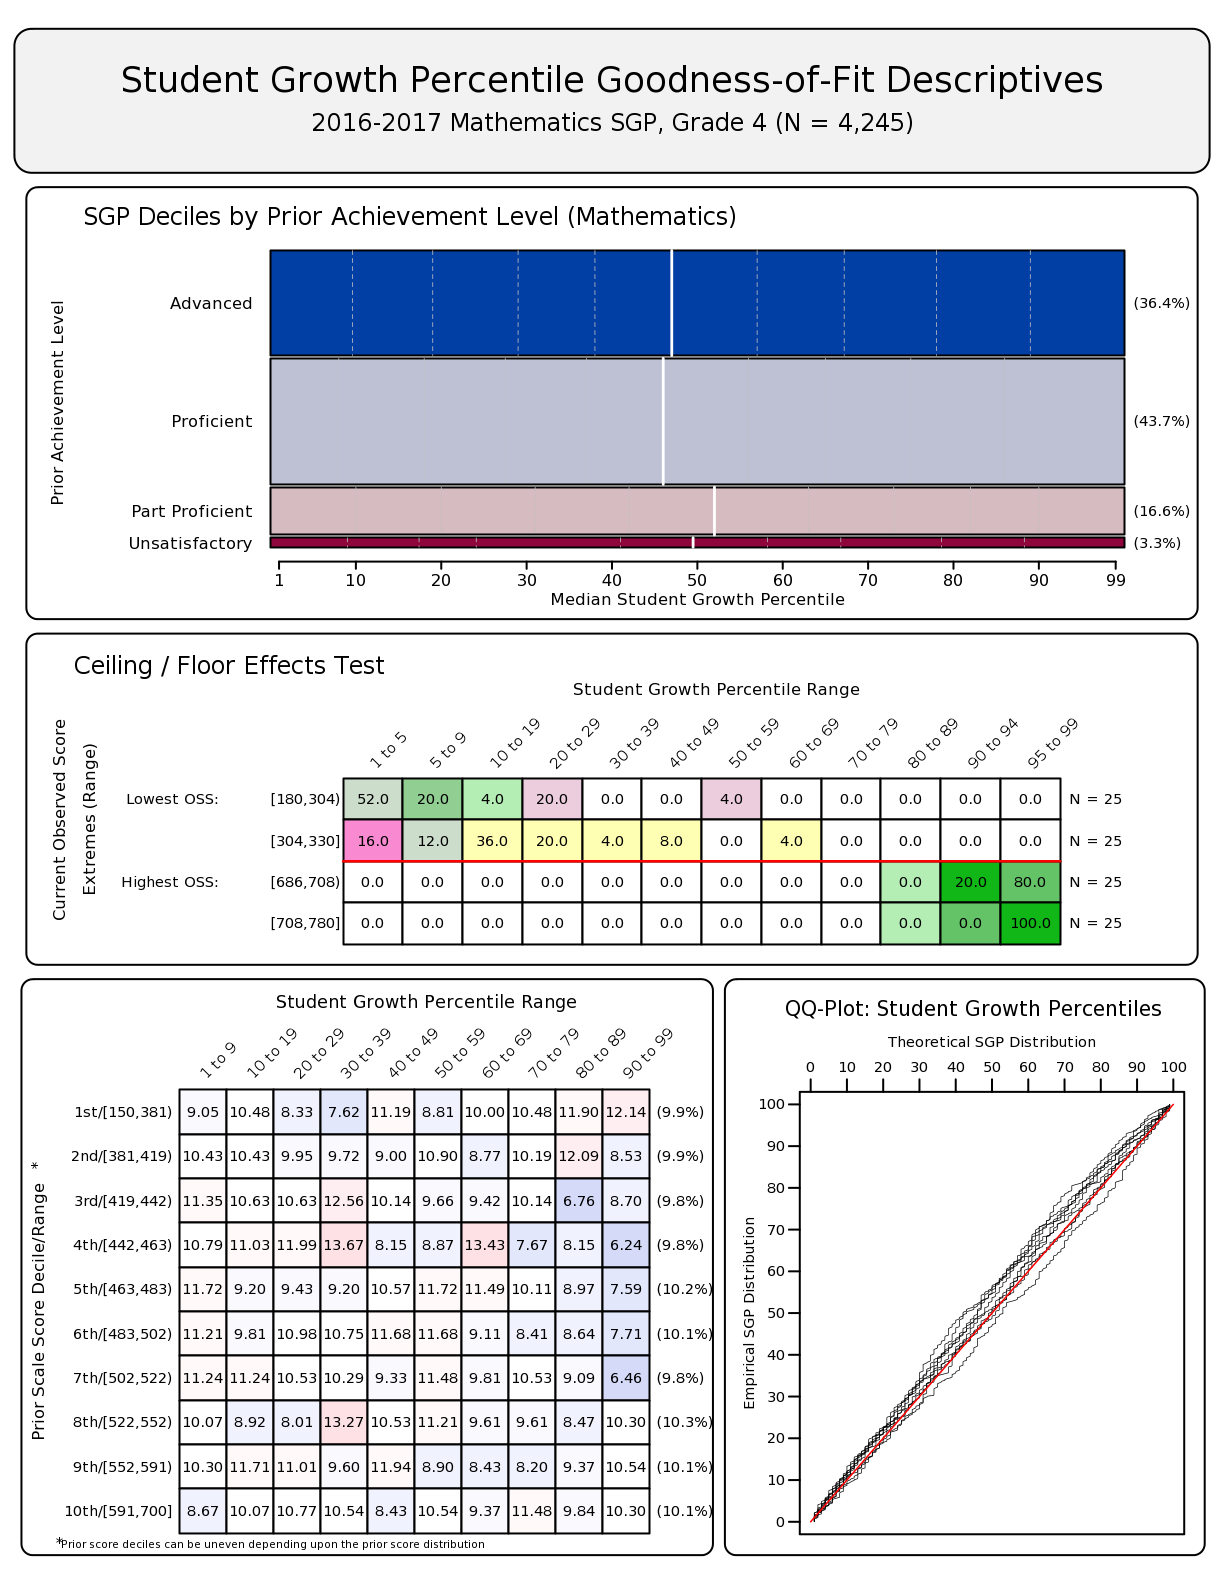 Student Growth Percentile Goodness-of-Fit Descriptives
2016-2017 Mathematics SGP, Grade 4 (N = 4,245)
SGP Deciles by Prior Achievement Level (Mathematics)
Prior Achievement Level
Advanced (36.4%)
Proficient (43.7%)
Part Proficient (16.6%)
Unsatisfactory (3.3%)
1 10 20 30 40 50 60 70 80 90 99
Median Student Growth Percentile
Ceiling / Floor Effects Test
Student Growth Percentile Range
Current Observed Score
Extremes (Range)
1 to 5 5 to 9 10 to 19 20 to 29 30 to 39 40 to 49 50 to 59 60 to 69 70 to 79 80 to 89 90 to 94 95 to 99
Lowest OSS: [180,304) 52.0 20.0 4.0 20.0 0.0 0.0 4.0 0.0 0.0 0.0 0.0 0.0 N = 25
[304,330] 16.0 12.0 36.0 20.0 4.0 8.0 0.0 4.0 0.0 0.0 0.0 0.0 N = 25
Highest OSS: [686,708) 0.0 0.0 0.0 0.0 0.0 0.0 0.0 0.0 0.0 0.0 20.0 80.0 N = 25
[708,780] 0.0 0.0 0.0 0.0 0.0 0.0 0.0 0.0 0.0 0.0 0.0 100.0 N = 25
Student Growth Percentile Range
Prior Scale Score Decile/Range *
1 to 9 10 to 19 20 to 29 30 to 39 40 to 49 50 to 59 60 to 69 70 to 79 80 to 89 90 to 99
1st/[150,381) 9.05 10.48 8.33 7.62 11.19 8.81 10.00 10.48 11.90 12.14 (9.9%)
2nd/[381,419) 10.43 10.43 9.95 9.72 9.00 10.90 8.77 10.19 12.09 8.53 (9.9%)
3rd/[419,442) 11.35 10.63 10.63 12.56 10.14 9.66 9.42 10.14 6.76 8.70 (9.8%)
4th/[442,463) 10.79 11.03 11.99 13.67 8.15 8.87 13.43 7.67 8.15 6.24 (9.8%)
5th/[463,483) 11.72 9.20 9.43 9.20 10.57 11.72 11.49 10.11 8.97 7.59 (10.2%)
6th/[483,502) 11.21 9.81 10.98 10.75 11.68 11.68 9.11 8.41 8.64 7.71 (10.1%)
7th/[502,522) 11.24 11.24 10.53 10.29 9.33 11.48 9.81 10.53 9.09 6.46 (9.8%)
8th/[522,552) 10.07 8.92 8.01 13.27 10.53 11.21 9.61 9.61 8.47 10.30 (10.3%)
9th/[552,591) 10.30 11.71 11.01 9.60 11.94 8.90 8.43 8.20 9.37 10.54 (10.1%)
10th/[591,700] 8.67 10.07 10.77 10.54 8.43 10.54 9.37 11.48 9.84 10.30 (10.1%)
*Prior score deciles can be uneven depending upon the prior score distribution
QQ-Plot: Student Growth Percentiles
Theoretical SGP Distribution
0 10 20 30 40 50 60 70 80 90 100
Empirical SGP Distribution
100
90
80
70
60
50
40
30
20
10
0